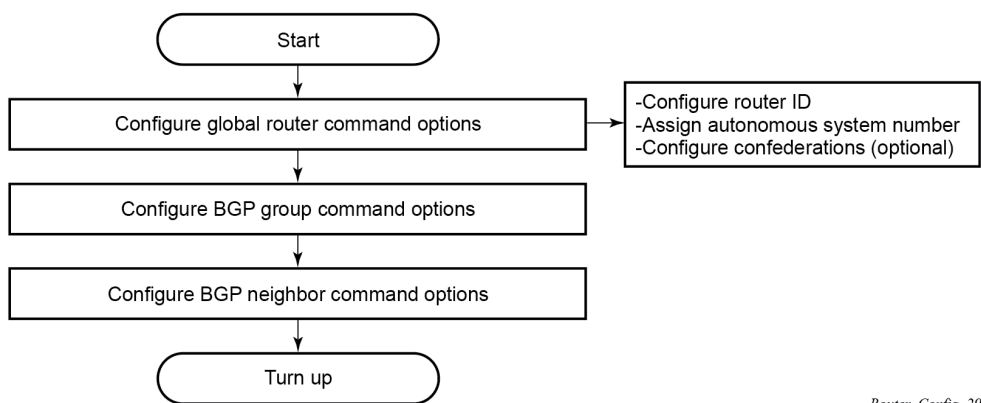 Start
Configure global router command options
-Configure router ID
-Assign autonomous system number
-Configure confederations (optional)
Configure BGP group command options
Configure BGP neighbor command options
Turn up